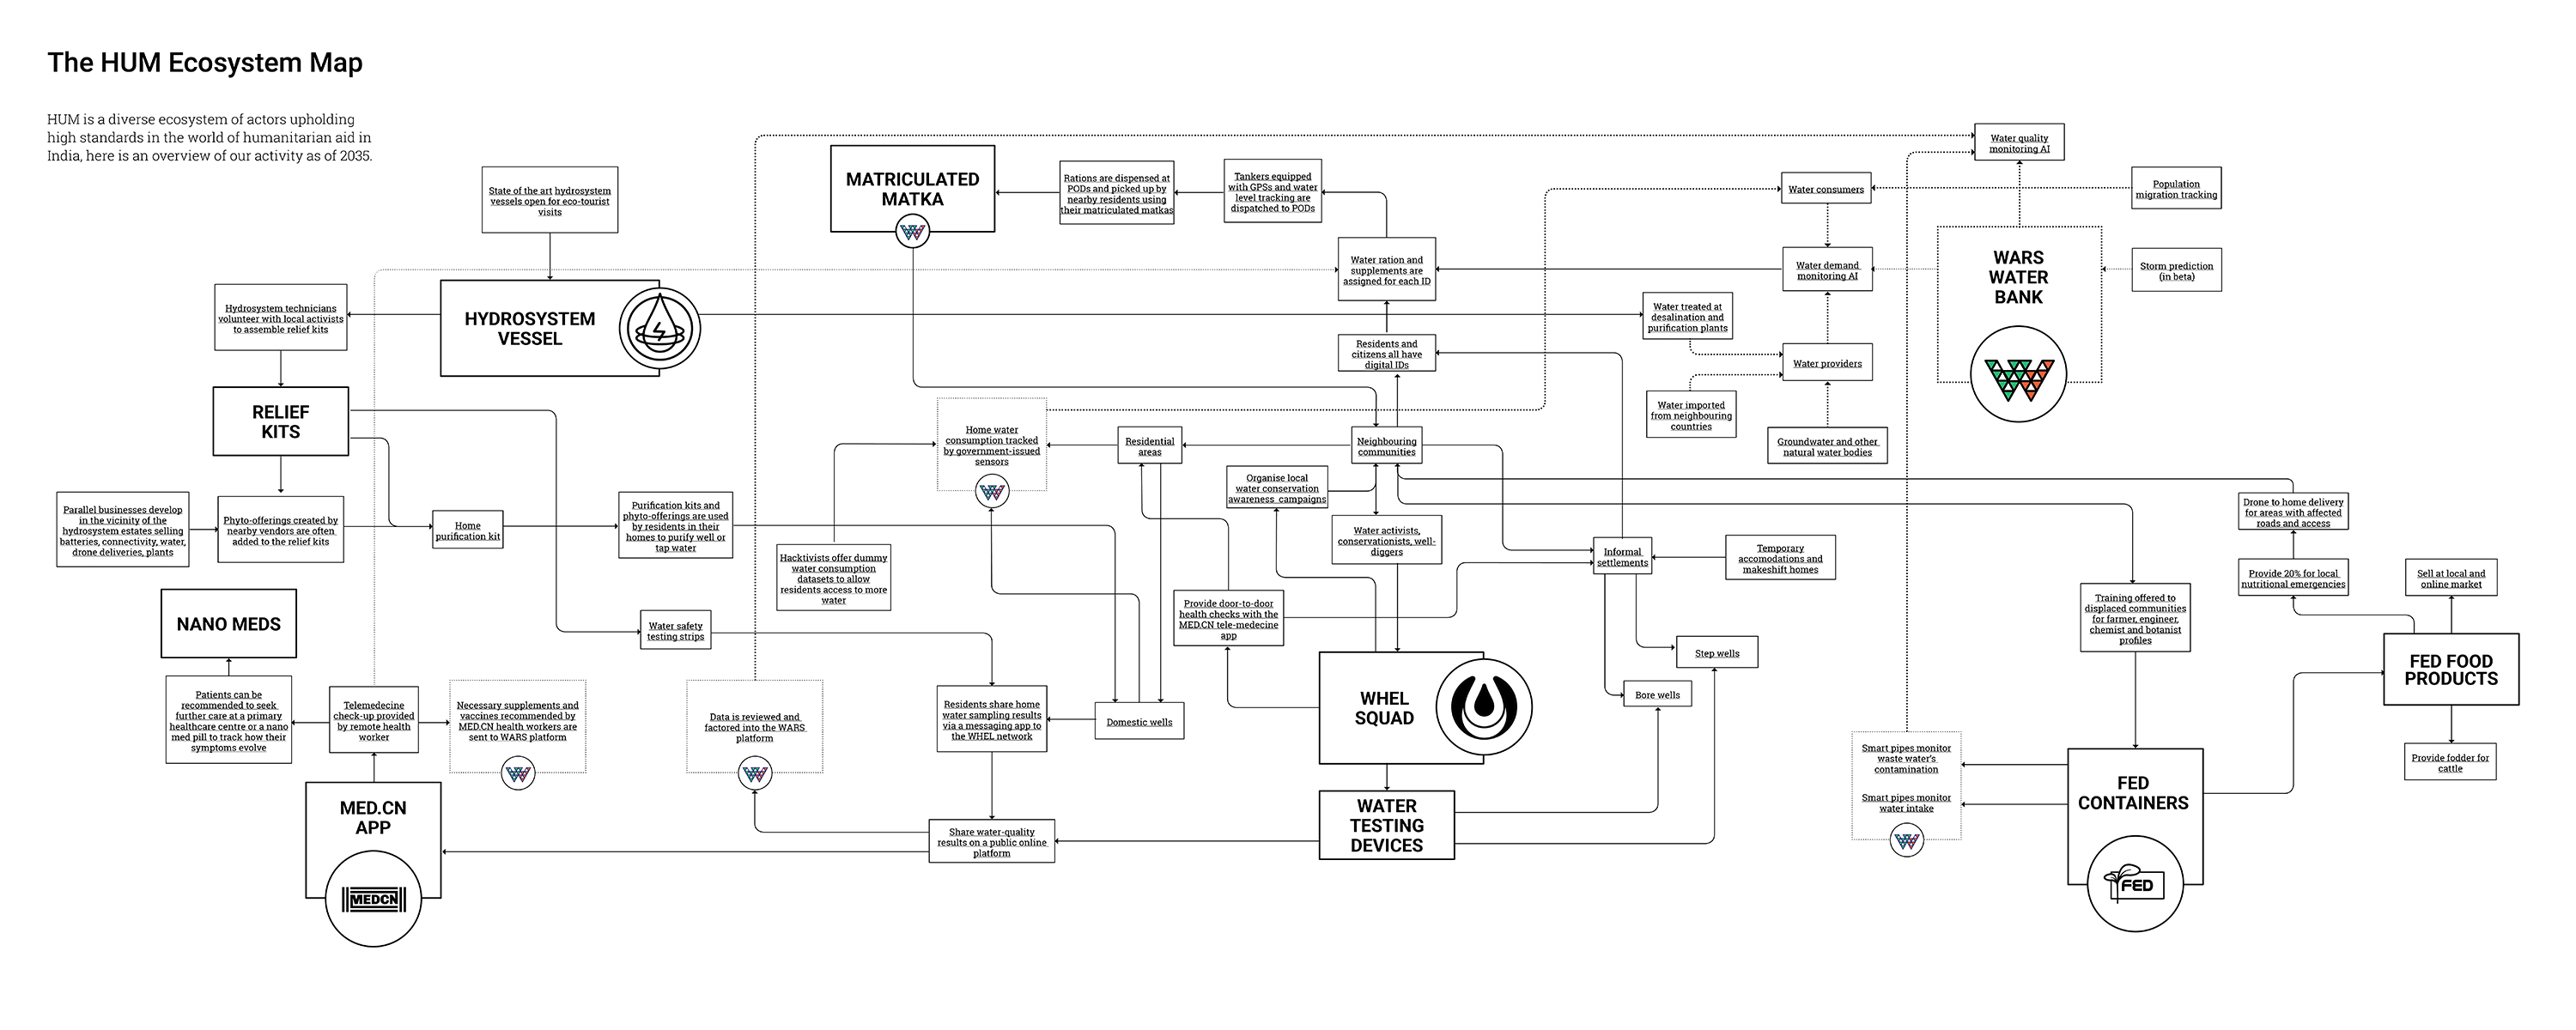 The HUM Ecosystem Map
HUM is a diverse ecosystem of actors upholding
high standards in the world of humanitarian aid in
India, here is an overview of our activity as of 2035.
State of the art hydrosystem
vessels open for eco-tourist
visits
HYDROSYSTEM
VESSEL
Hydrosystem technicians
volunteer with local activists
to assemble relief kits
RELIEF
KITS
Parallel businesses develop
in the vicinity of the
hydrosystem estates selling
batteries, connectivity, water,
drone deliveries, plants
Phyto-offerings created by
nearby vendors are often
added to the relief kits
Home
purification kit
Purification kits and
phyto-offerings are used
by residents in their
homes to purify well or
tap water
NANO MEDS
Patients can be
recommended to seek
further care at a primary
healthcare centre or a nano
med pill to track how their
symptoms evolve
Telemedecine
check-up provided
by remote health
worker
Necessary supplements and
vaccines recommended by
MED.CN health workers are
sent to WARS platform
MED.CN
APP
MEDCN
Water safety
testing strips
Data is reviewed and
factored into the WARS
platform
MATRICULATED
MATKA
Rations are dispensed at
PODs and picked up by
nearby residents using
their matriculated matkas
Tankers equipped
with GPSs and water
level tracking are
dispatched to PODs
Water ration and
supplements are
assigned for each ID
Residents and
citizens all have
digital IDs
Home water
consumption tracked
by government-issued
sensors
Residential
areas
Neighbouring
communities
Organise local
water conservation
awareness campaigns
Water activists,
conservationists, well-
diggers
Hacktivists offer dummy
water consumption
datasets to allow
residents access to more
water
Provide door-to-door
health checks with the
MED.CN tele-medecine
app
Residents share home
water sampling results
via a messaging app to
the WHEL network
Domestic wells
Share water-quality
results on a public online
platform
WHEL
SQUAD
WATER
TESTING
DEVICES
Informal
settlements
Temporary
accomodations and
makeshift homes
Step wells
Bore wells
Water quality
monitoring AI
Water consumers
Population
migration tracking
Water demand
monitoring AI
WARS
WATER
BANK
Storm prediction
(in beta)
Water treated at
desalination and
purification plants
Water providers
Water imported
from neighbouring
countries
Groundwater and other
natural water bodies
Drone to home delivery
for areas with affected
roads and access
Provide 20% for local
nutritional emergencies
Sell at local and
online market
Training offered to
displaced communities
for farmer, engineer,
chemist and botanist
profiles
FED FOOD
PRODUCTS
Provide fodder for
cattle
Smart pipes monitor
waste water's
contamination
Smart pipes monitor
water intake
FED
CONTAINERS
FED